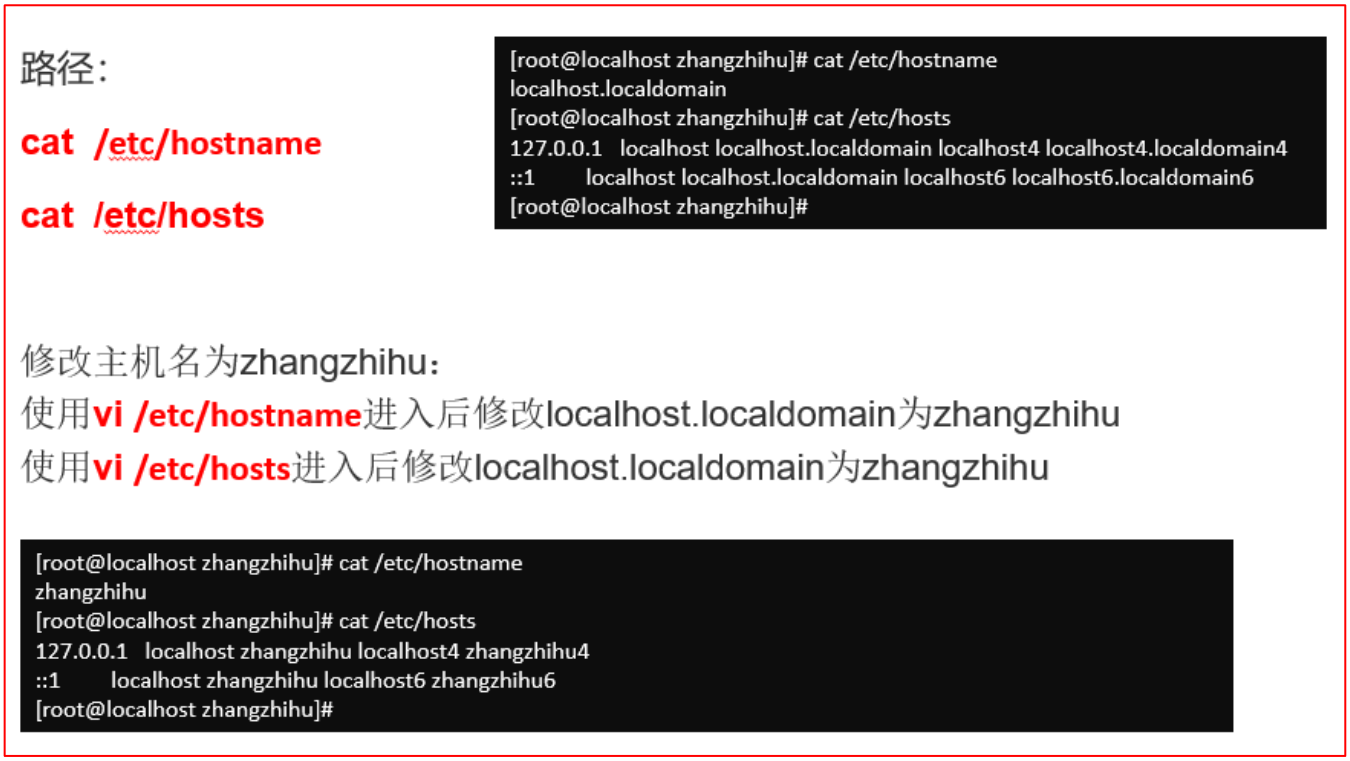 路径：
cat /etc/hostname
cat /etc/hosts
[root@localhost zhangzhihu]# cat /etc/hostname
localhost.localdomain
[root@localhost zhangzhihu]# cat /etc/hosts
127.0.0.1   localhost localhost.localdomain localhost4 localhost4.localdomain4
::1         localhost localhost.localdomain localhost6 localhost6.localdomain6
[root@localhost zhangzhihu]#
修改主机名为zhangzhihu：
使用vi /etc/hostname进入后修改localhost.localdomain为zhangzhihu
使用vi /etc/hosts进入后修改localhost.localdomain为zhangzhihu
[root@localhost zhangzhihu]# cat /etc/hostname
zhangzhihu
[root@localhost zhangzhihu]# cat /etc/hosts
127.0.0.1   localhost zhangzhihu localhost4 zhangzhihu4
::1         localhost zhangzhihu localhost6 zhangzhihu6
[root@localhost zhangzhihu]#